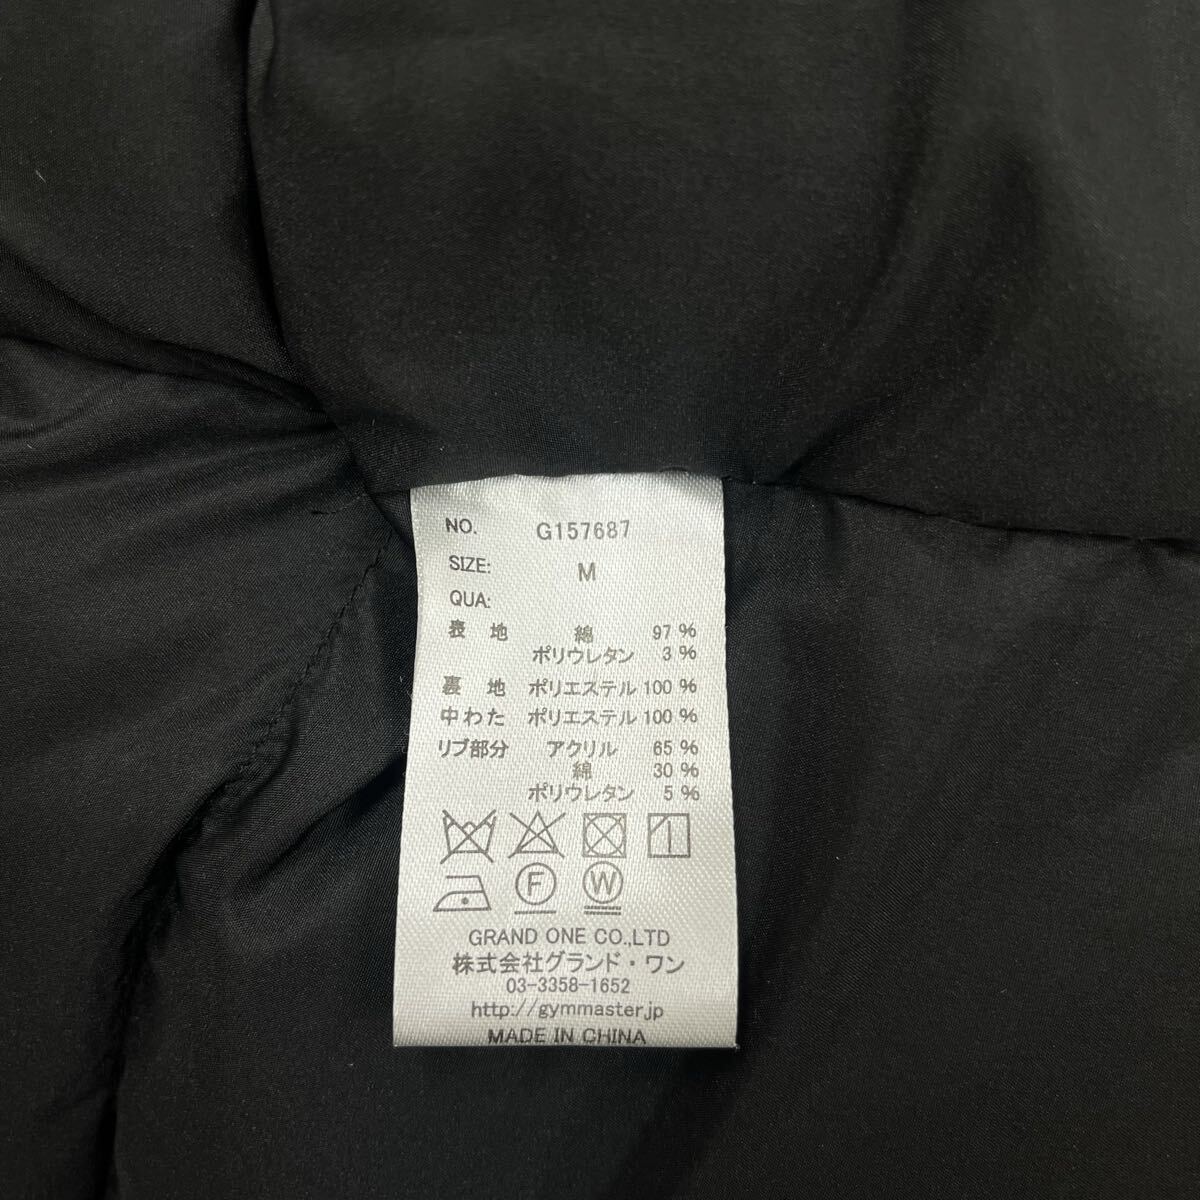 NO. G157687
SIZE: M
QUA:
表地 綿 97 %
ポリウレタン 3 %
裏地 ポリエステル 100 %
中わた ポリエステル 100 %
リブ部分 アクリル 65 %
綿 30 %
ポリウレタン 5 %
F W
GRAND ONE CO.,LTD
株式会社グランド・ワン
03-3358-1652
http://gymmaster.jp
MADE IN CHINA